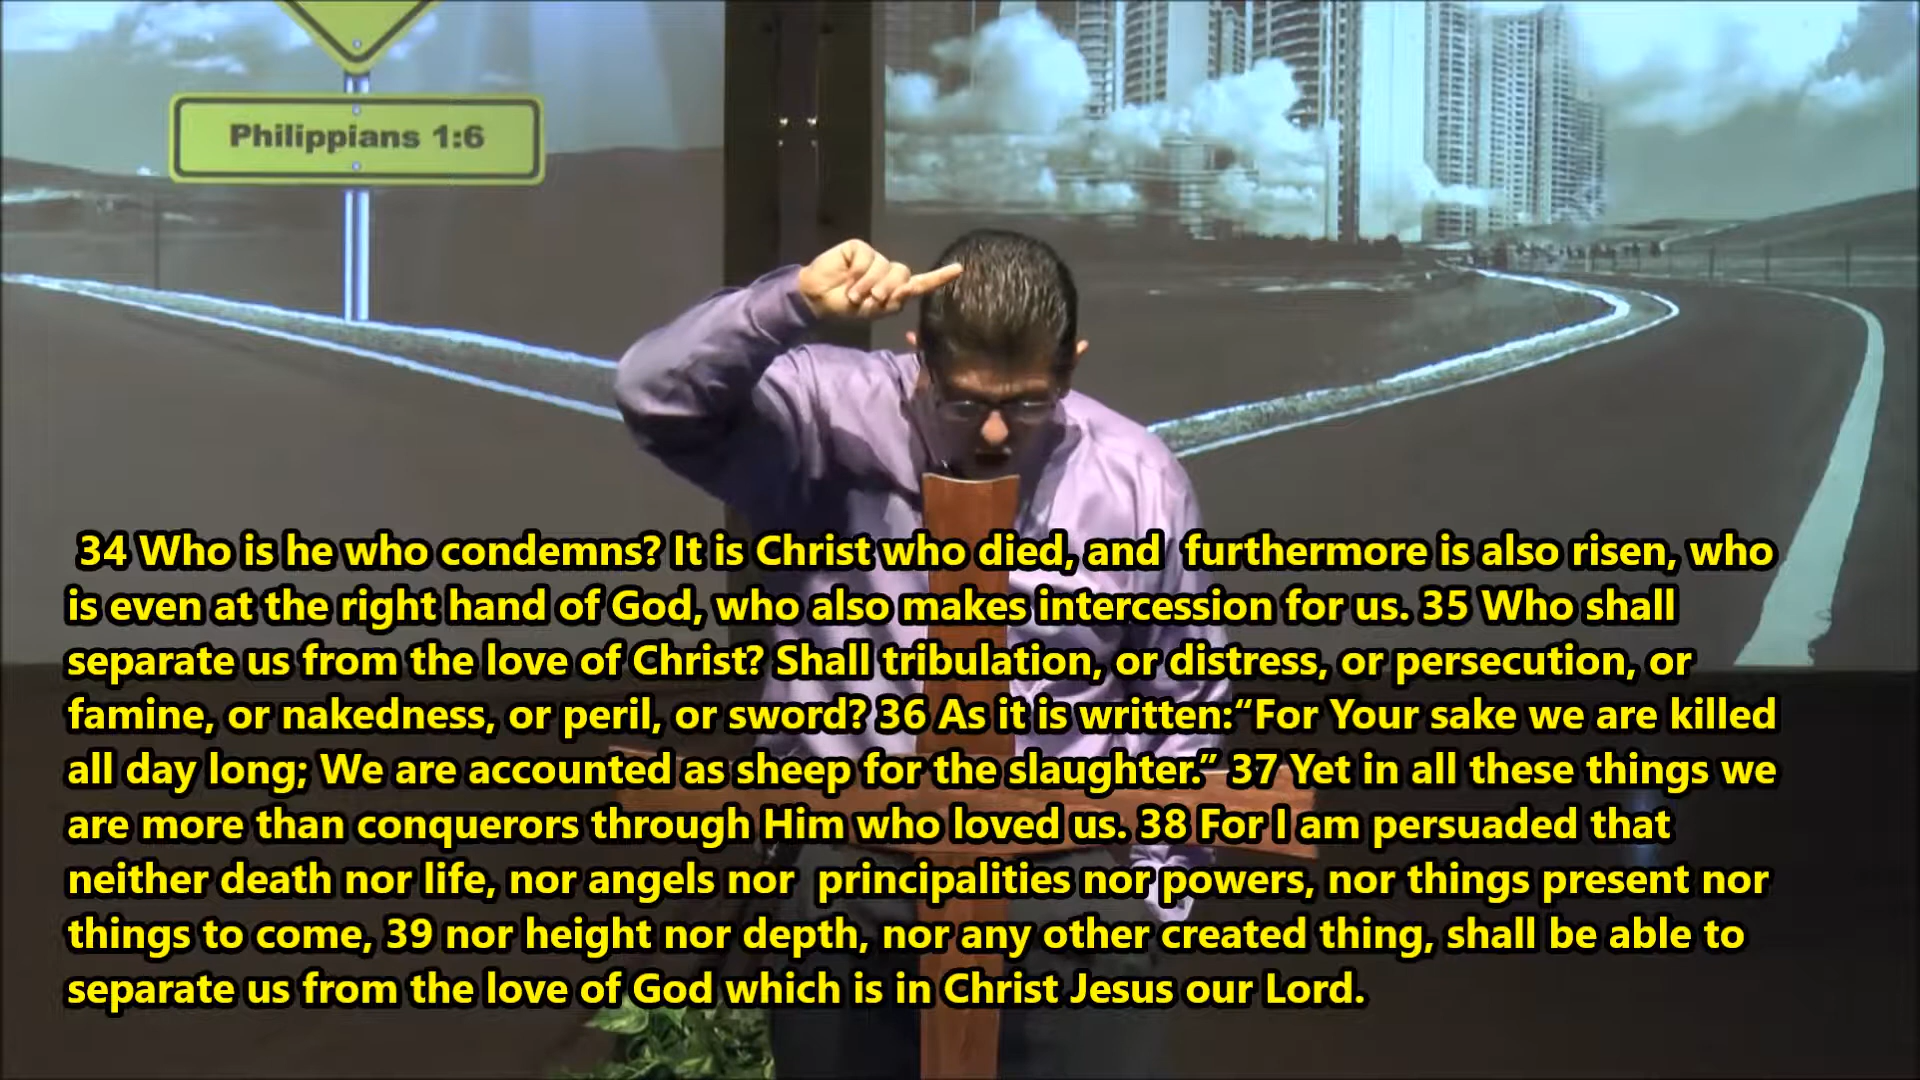 Philippians 1:6
34 Who is he who condemns? It is Christ who died, and  furthermore is also risen, who
is even at the right hand of God, who also makes intercession for us. 35 Who shall
separate us from the love of Christ? Shall tribulation, or distress, or persecution, or
famine, or nakedness, or peril, or sword? 36 As it is written:“For Your sake we are killed
all day long; We are accounted as sheep for the slaughter.” 37 Yet in all these things we
are more than conquerors through Him who loved us. 38 For I am persuaded that
neither death nor life, nor angels nor  principalities nor powers, nor things present nor
things to come, 39 nor height nor depth, nor any other created thing, shall be able to
separate us from the love of God which is in Christ Jesus our Lord.